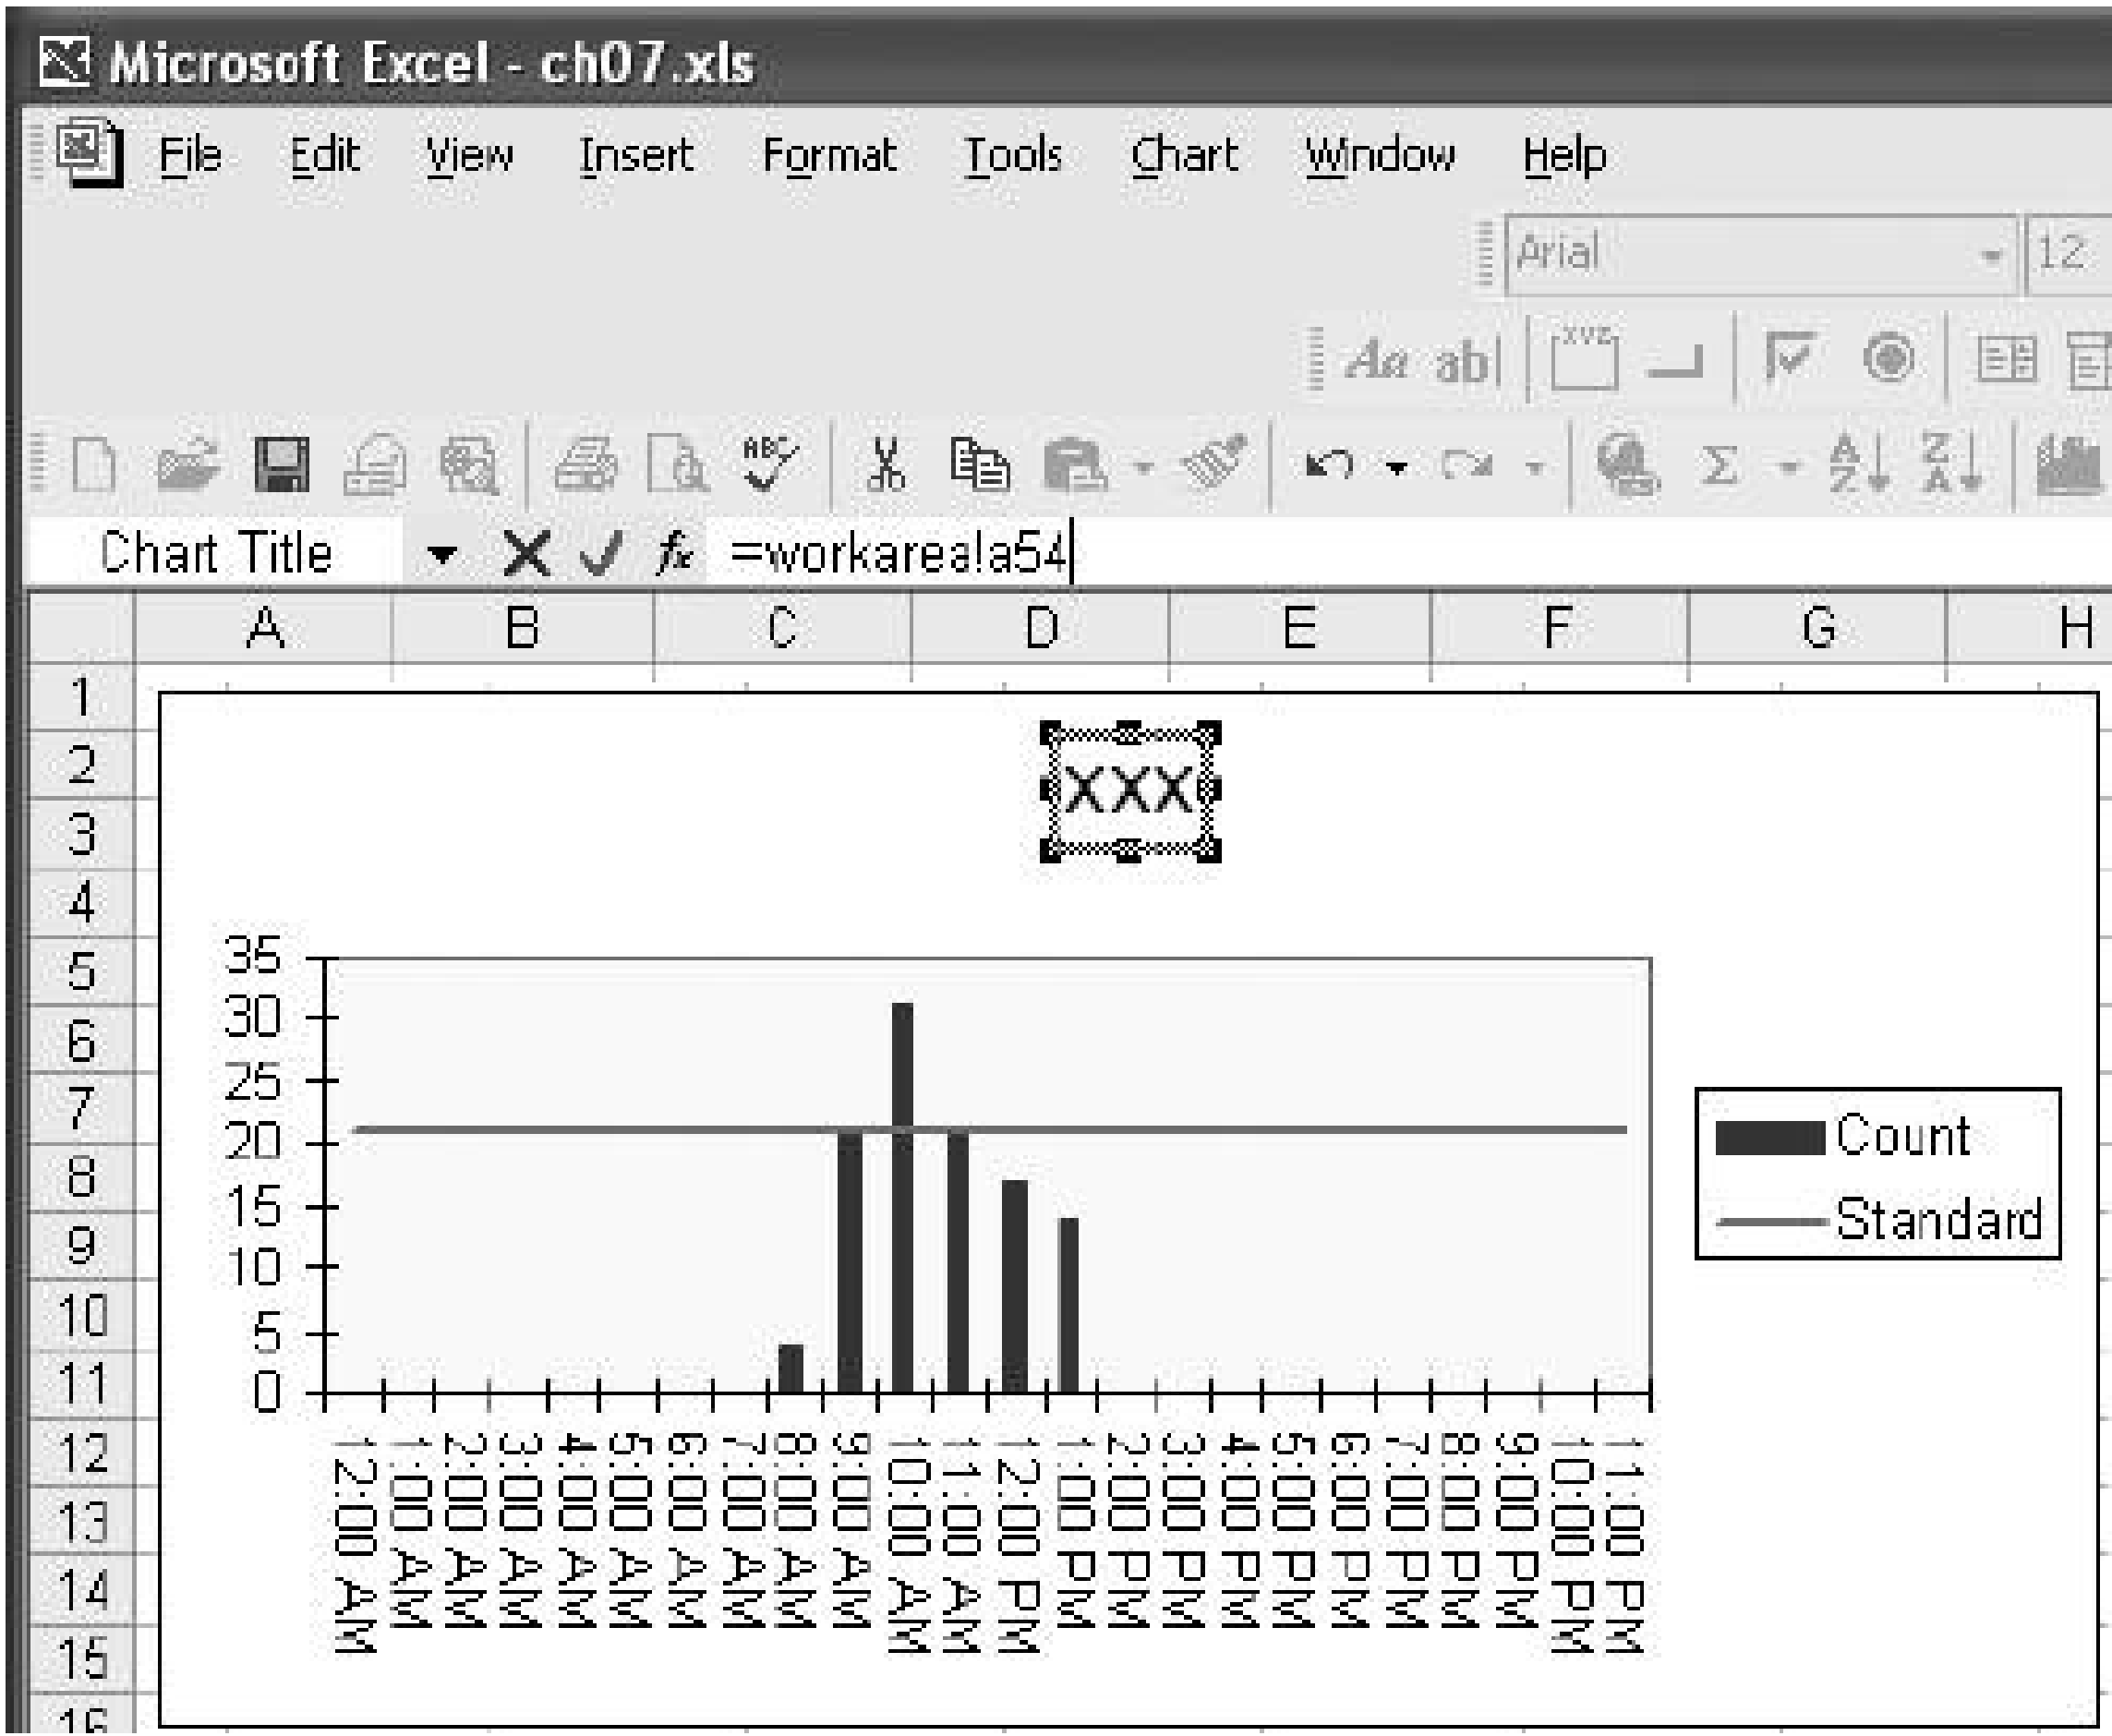 Microsoft Excel - ch07.xls
File Edit View Insert Format Tools Chart Window Help
Arial 12
Aa ab| xyz
ABC Σ A Z Z A
Chart Title fx =workarea!a54
A B C D E F G H
1
2
3
4
5
6
7
8
9
10
11
12
13
14
15
16
XXX
35
30
25
20
15
10
5
0
Count
Standard
12:00 AM
1:00 AM
2:00 AM
3:00 AM
4:00 AM
5:00 AM
6:00 AM
7:00 AM
8:00 AM
9:00 AM
10:00 AM
11:00 AM
12:00 PM
1:00 PM
2:00 PM
3:00 PM
4:00 PM
5:00 PM
6:00 PM
7:00 PM
8:00 PM
9:00 PM
10:00 PM
11:00 PM